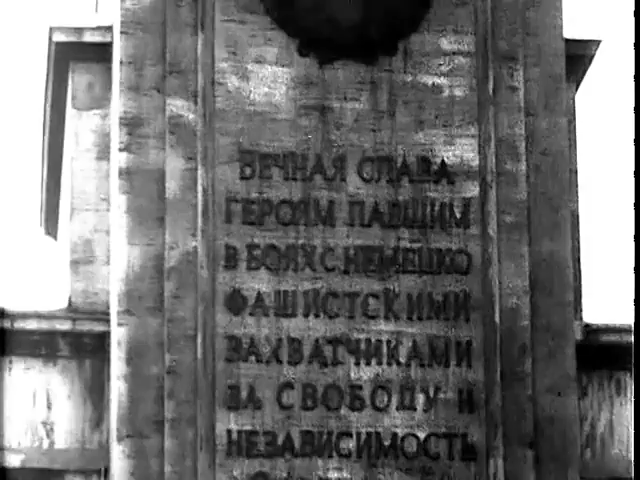 ВЕЧНАЯ СЛАВА
ГЕРОЯМ ПАВШИМ
В БОЯХ С НЕМЕЦКО
ФАШИСТСКИМИ
ЗАХВАТЧИКАМИ
ЗА СВОБОДУ И
НЕЗАВИСИМОСТЬ